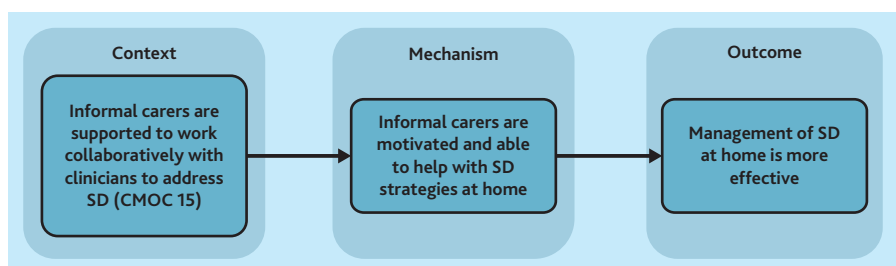 Context
Informal carers are
supported to work
collaboratively with
clinicians to address
SD (CMOC 15)
Mechanism
Informal carers are
motivated and able
to help with SD
strategies at home
Outcome
Management of SD
at home is more
effective